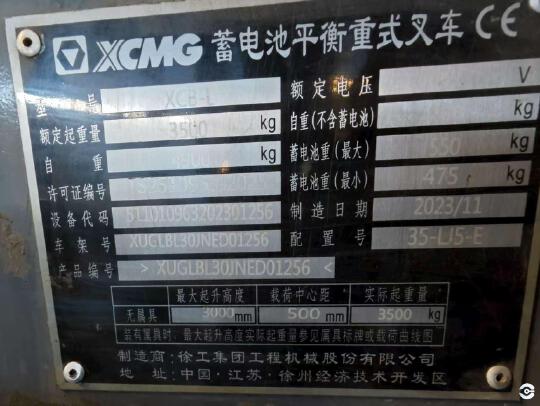 XCMG 蓄电池平衡重式叉车 CE
型 号 额定电压 V
额定起重量 3500 kg 自重(不含蓄电池) kg
自 重 kg 蓄电池重(最大) 550 kg
许可证编号 蓄电池重(最小) 475 kg
设备代码 511010963202301256 制造日期 2023/11
车 架 号 XUGLBL30JNED01256 配 置 号 35-LJ5-E
产品编号 > XUGLBL30JNED01256 <
最大起升高度 载荷中心距 实际起重量
无属具 3000 mm 500 mm 3500 kg
装有属具时，最大起升高度实际起重量参见属具标牌或载荷曲线图
制造商：徐工集团工程机械股份有限公司
地 址：中国·江苏·徐州经济技术开发区